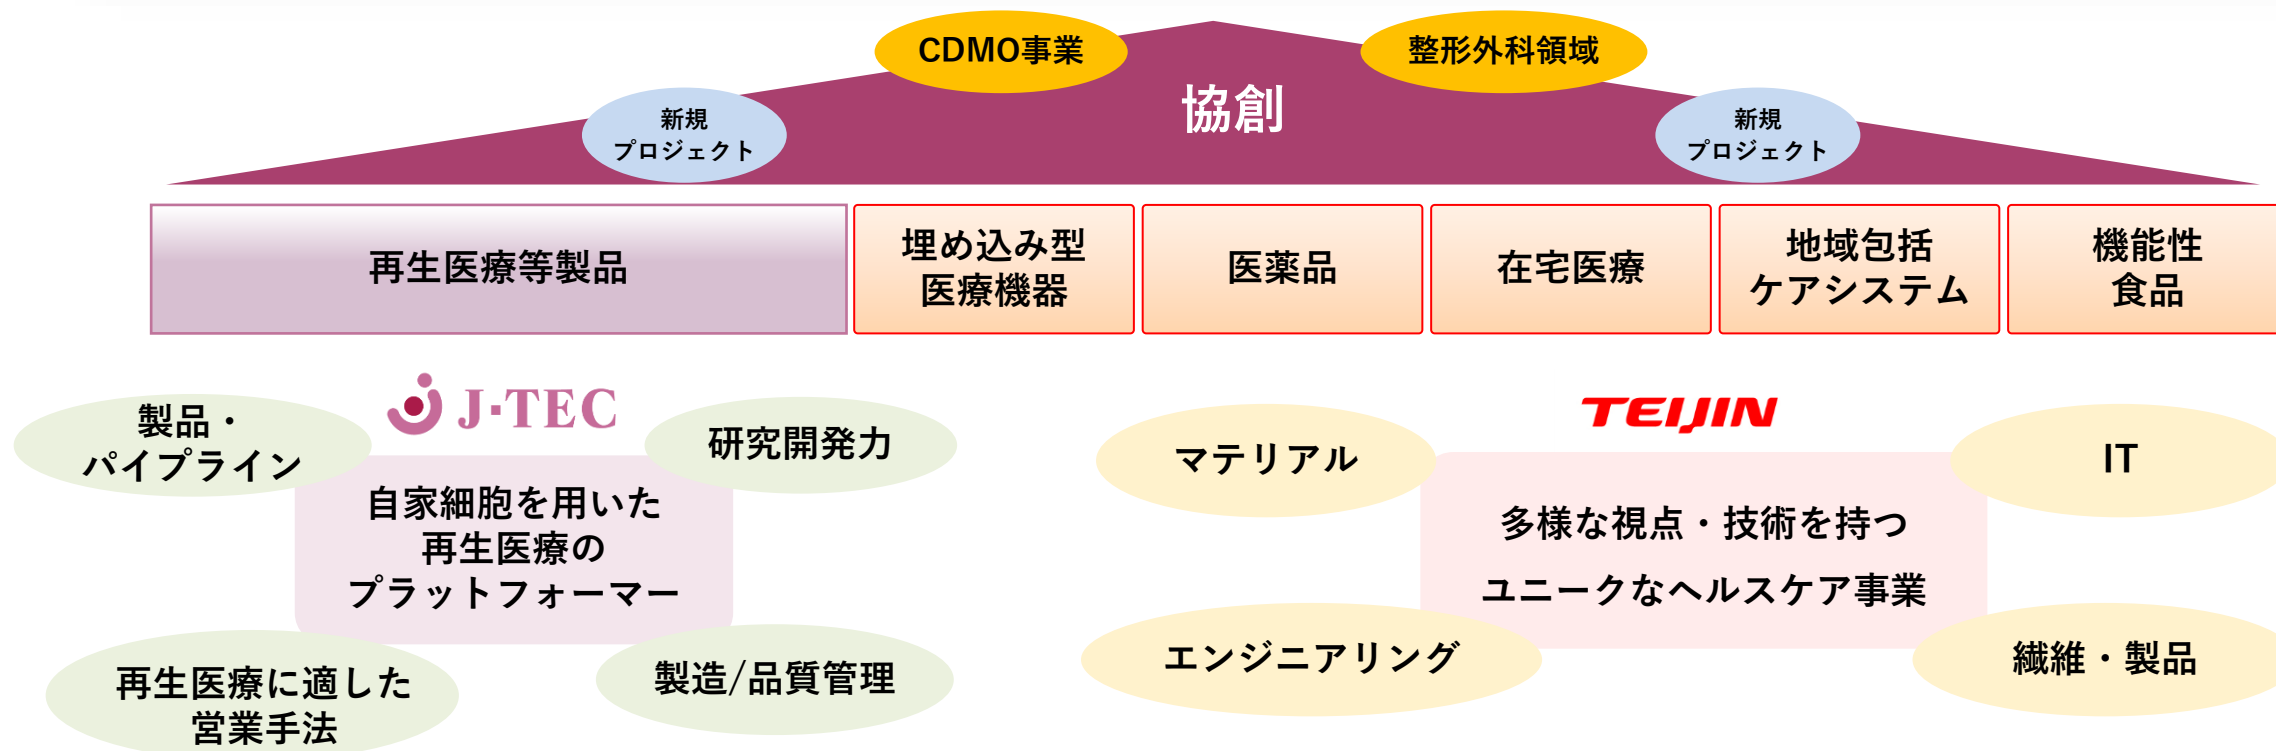 CDMO事業
整形外科領域
協創
新規
プロジェクト
新規
プロジェクト
再生医療等製品
埋め込み型
医療機器
医薬品
在宅医療
地域包括
ケアシステム
機能性
食品
J-TEC
製品・
パイプライン
研究開発力
自家細胞を用いた
再生医療の
プラットフォーマー
再生医療に適した
営業手法
製造/品質管理
TEIJIN
マテリアル
IT
多様な視点・技術を持つ
ユニークなヘルスケア事業
エンジニアリング
繊維・製品